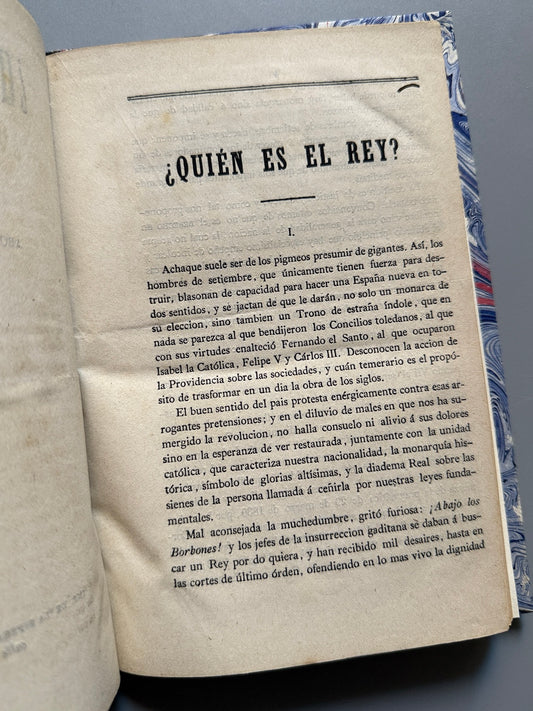 ¿QUIÉN ES EL REY?
I.
Achaque suele ser de los pigmeos presumir de gigantes. Así, los
hombres de setiembre, que únicamente tienen fuerza para des-
truir, blasonan de capacidad para hacer una España nueva en to-
dos sentidos, y se jactan de que le darán, no solo un monarca de
su eleccion, sino tambien un Trono de estraña índole, que en
nada se parezca al que bendijeron los Concilios toledanos, al que
con sus virtudes enalteció Fernando el Santo, al que ocuparon
Isabel la Católica, Felipe V y Cárlos III. Desconocen la accion de
la Providencia sobre las sociedades, y cuán temerario es el propó-
sito de trasformar en un dia la obra de los siglos.
El buen sentido del pais protesta enérgicamente contra esas ar-
rogantes pretensiones; y en el diluvio de males en que nos ha su-
mergido la revolucion, no halla consuelo ni alivio á sus dolores
sino en la esperanza de ver restaurada, juntamente con la unidad
católica, que caracteriza nuestra nacionalidad, la monarquía his-
tórica, símbolo de glorias altísimas, y la diadema Real sobre las
sienes de la persona llamada á ceñirla por nuestras leyes funda-
mentales.
Mal aconsejada la muchedumbre, gritó furiosa: ¡Abajo los
Borbones! y los jefes de la insurreccion gaditana se daban á bus-
car un Rey por do quiera, y han recibido mil desaires, hasta en
las cortes de último órden, ofendiendo en lo mas vivo la dignidad